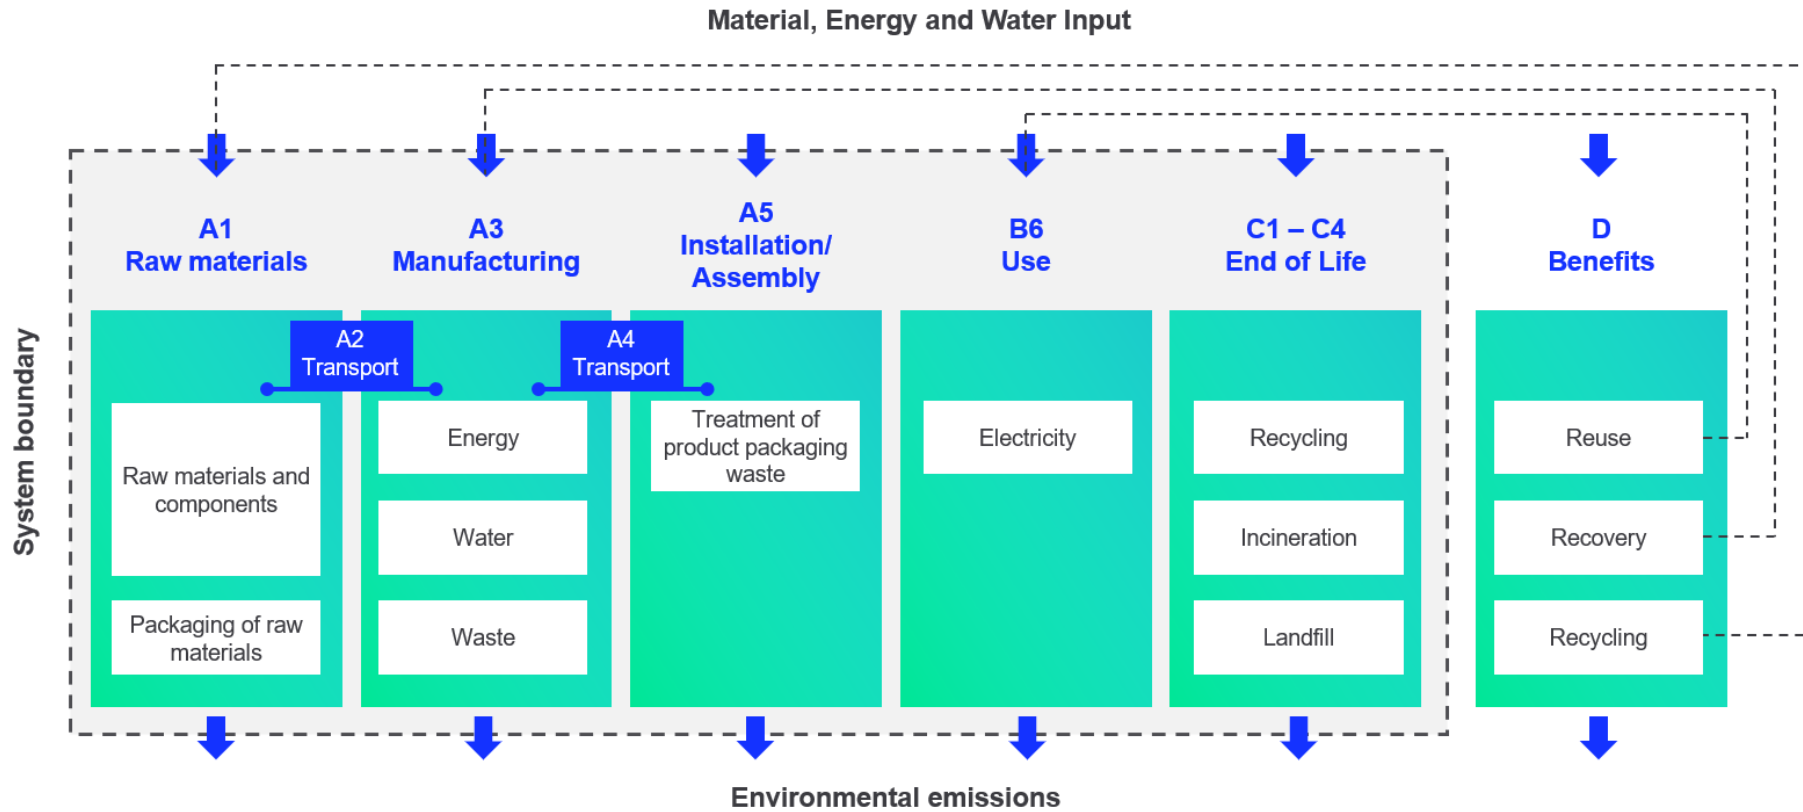 Material, Energy and Water Input
A1
Raw materials
A3
Manufacturing
A5
Installation/
Assembly
B6
Use
C1 – C4
End of Life
D
Benefits
System boundary
A2
Transport
A4
Transport
Raw materials and
components
Packaging of raw
materials
Energy
Water
Waste
Treatment of
product packaging
waste
Electricity
Recycling
Incineration
Landfill
Reuse
Recovery
Recycling
Environmental emissions